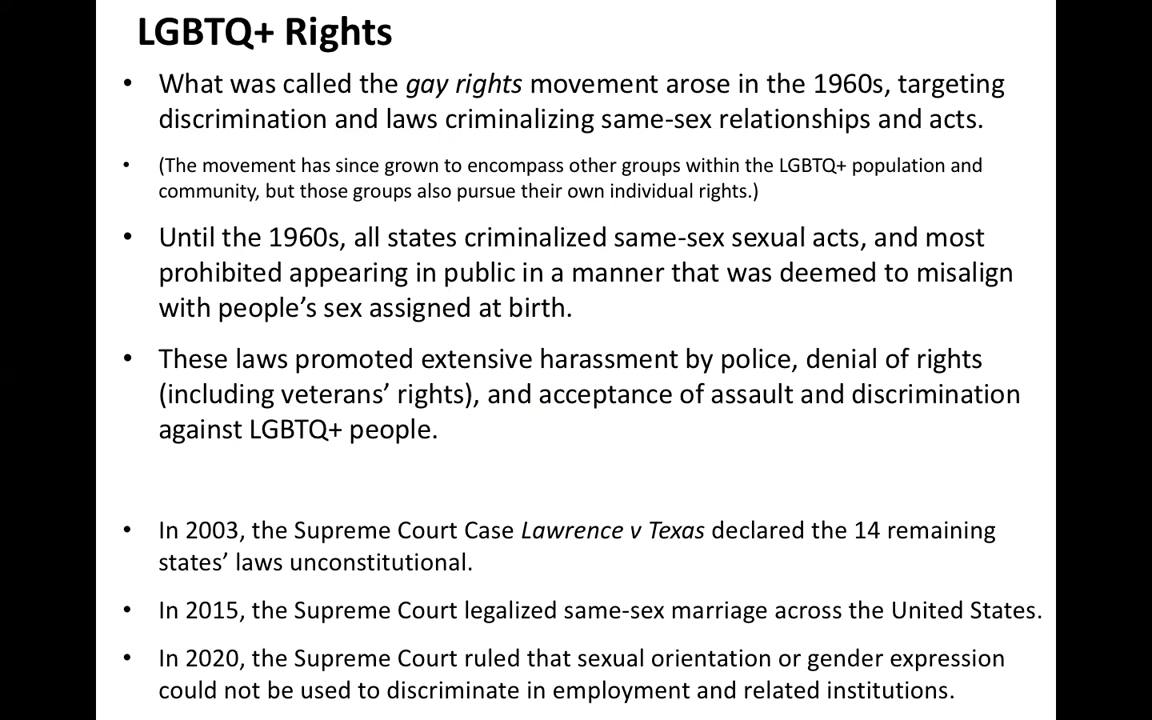 LGBTQ+ Rights
• What was called the gay rights movement arose in the 1960s, targeting
discrimination and laws criminalizing same-sex relationships and acts.
• (The movement has since grown to encompass other groups within the LGBTQ+ population and
community, but those groups also pursue their own individual rights.)
• Until the 1960s, all states criminalized same-sex sexual acts, and most
prohibited appearing in public in a manner that was deemed to misalign
with people’s sex assigned at birth.
• These laws promoted extensive harassment by police, denial of rights
(including veterans’ rights), and acceptance of assault and discrimination
against LGBTQ+ people.
• In 2003, the Supreme Court Case Lawrence v Texas declared the 14 remaining
states’ laws unconstitutional.
• In 2015, the Supreme Court legalized same-sex marriage across the United States.
• In 2020, the Supreme Court ruled that sexual orientation or gender expression
could not be used to discriminate in employment and related institutions.